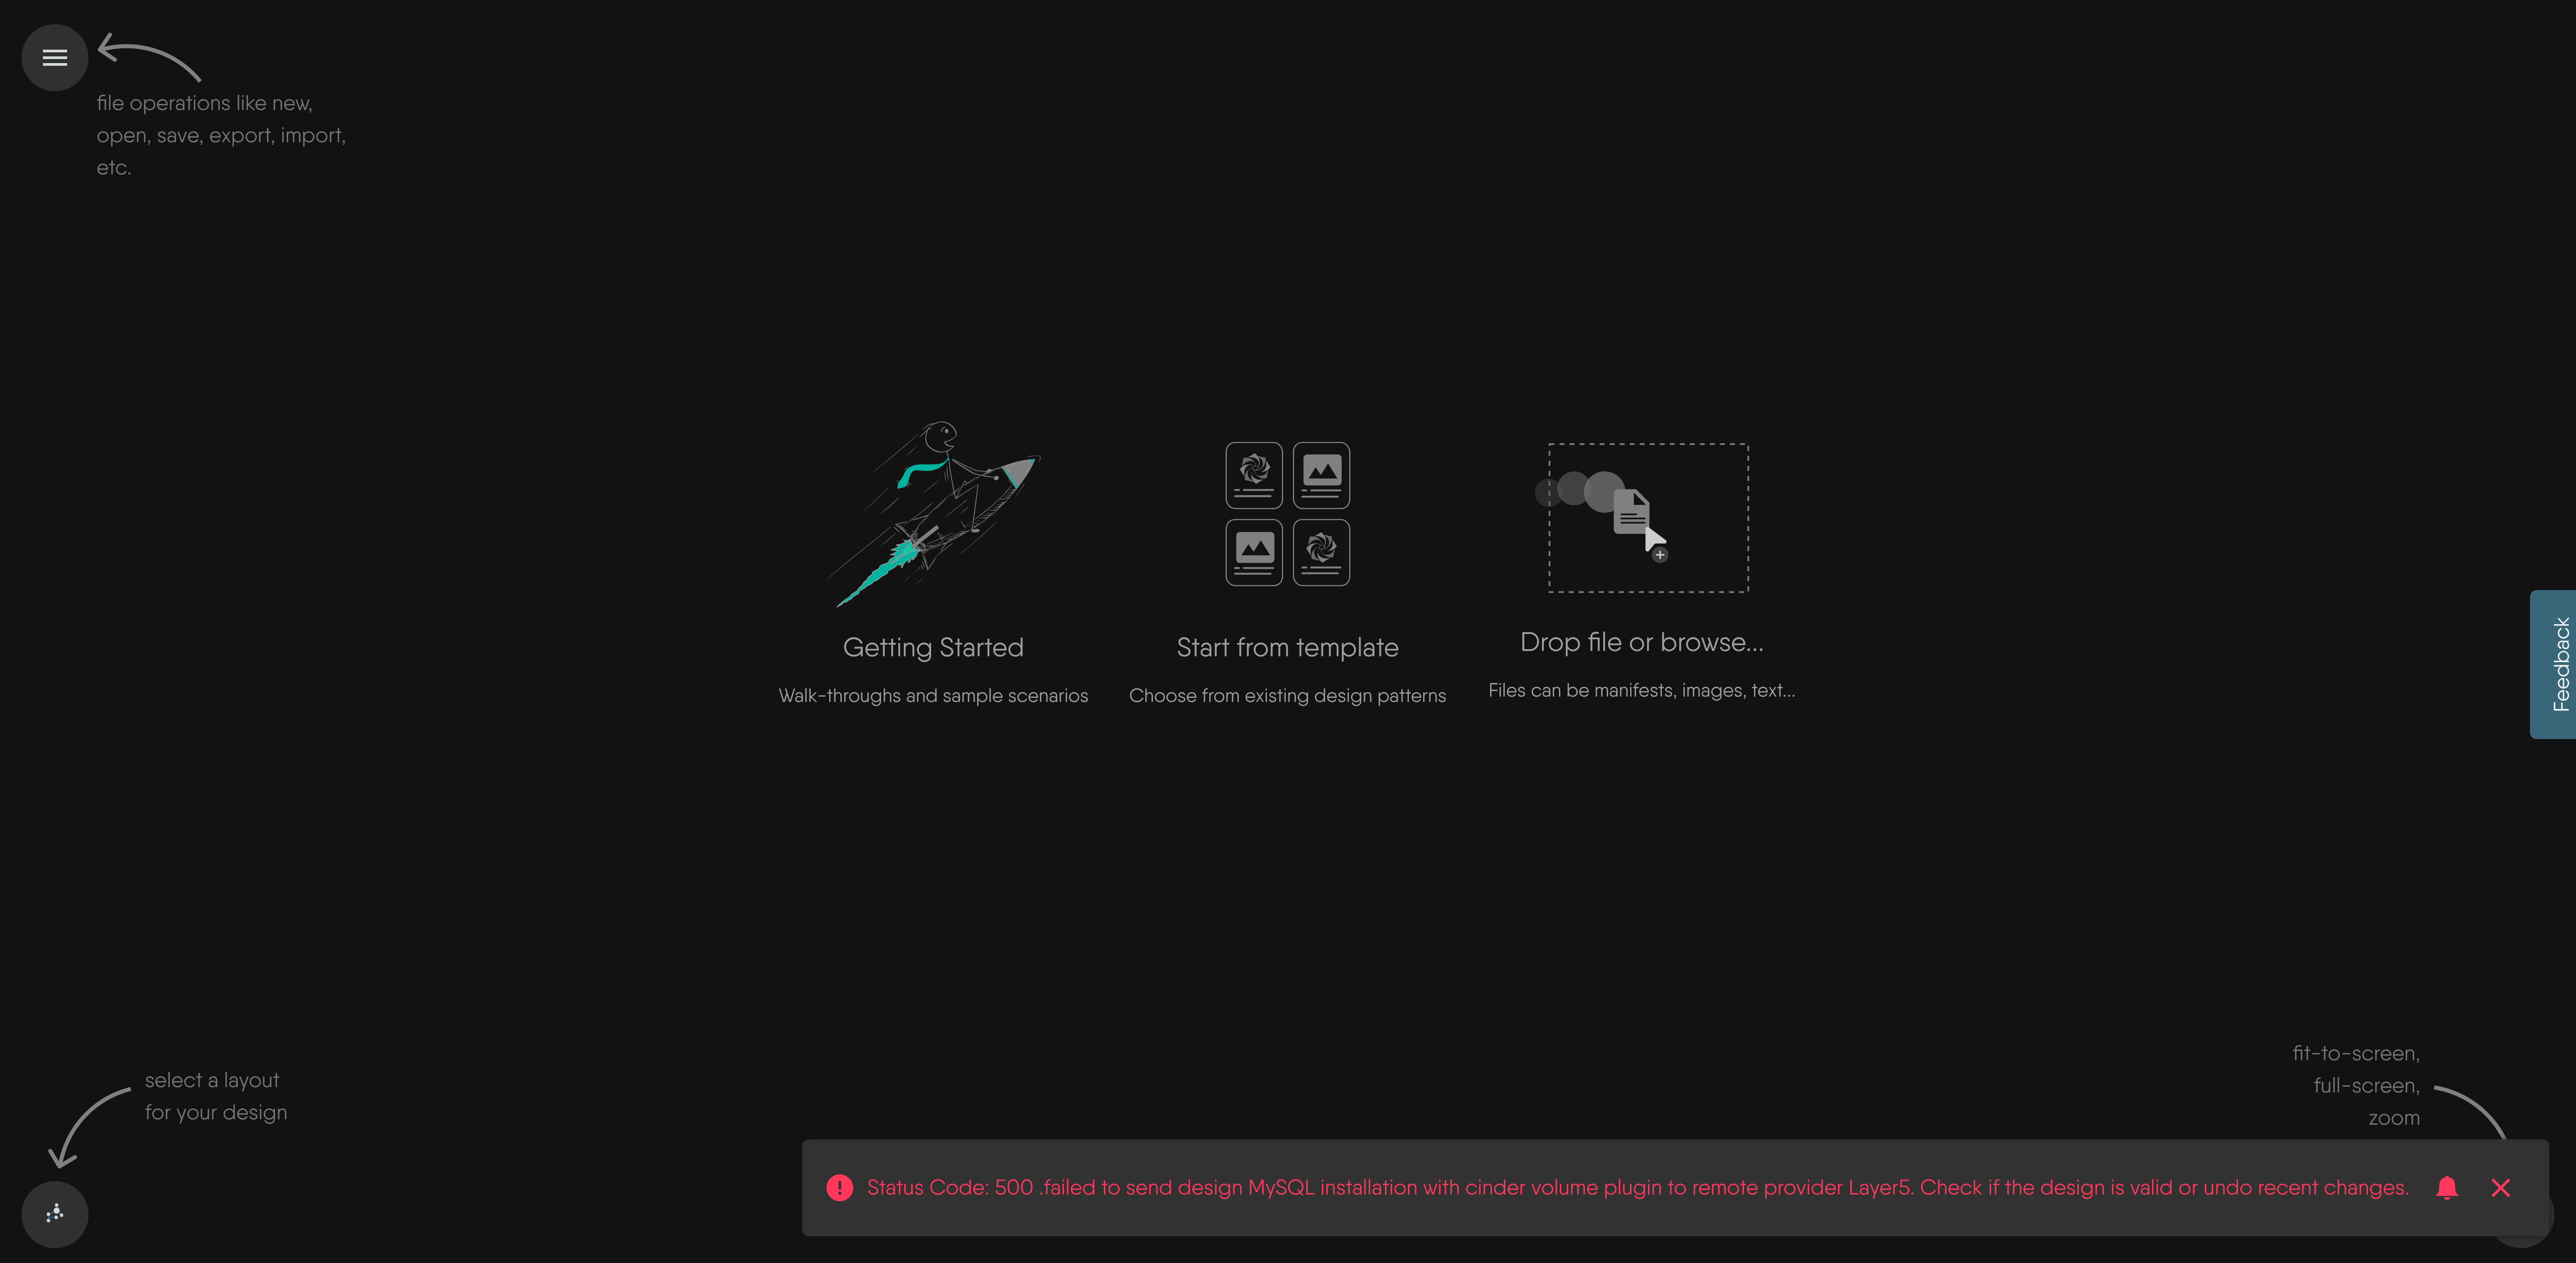 file operations like new,
open, save, export, import,
etc.
Getting Started
Walk-throughs and sample scenarios
Start from template
Choose from existing design patterns
Drop file or browse...
Files can be manifests, images, text...
Feedback
select a layout
for your design
fit-to-screen,
full-screen,
zoom
Status Code: 500 .failed to send design MySQL installation with cinder volume plugin to remote provider Layer5. Check if the design is valid or undo recent changes.